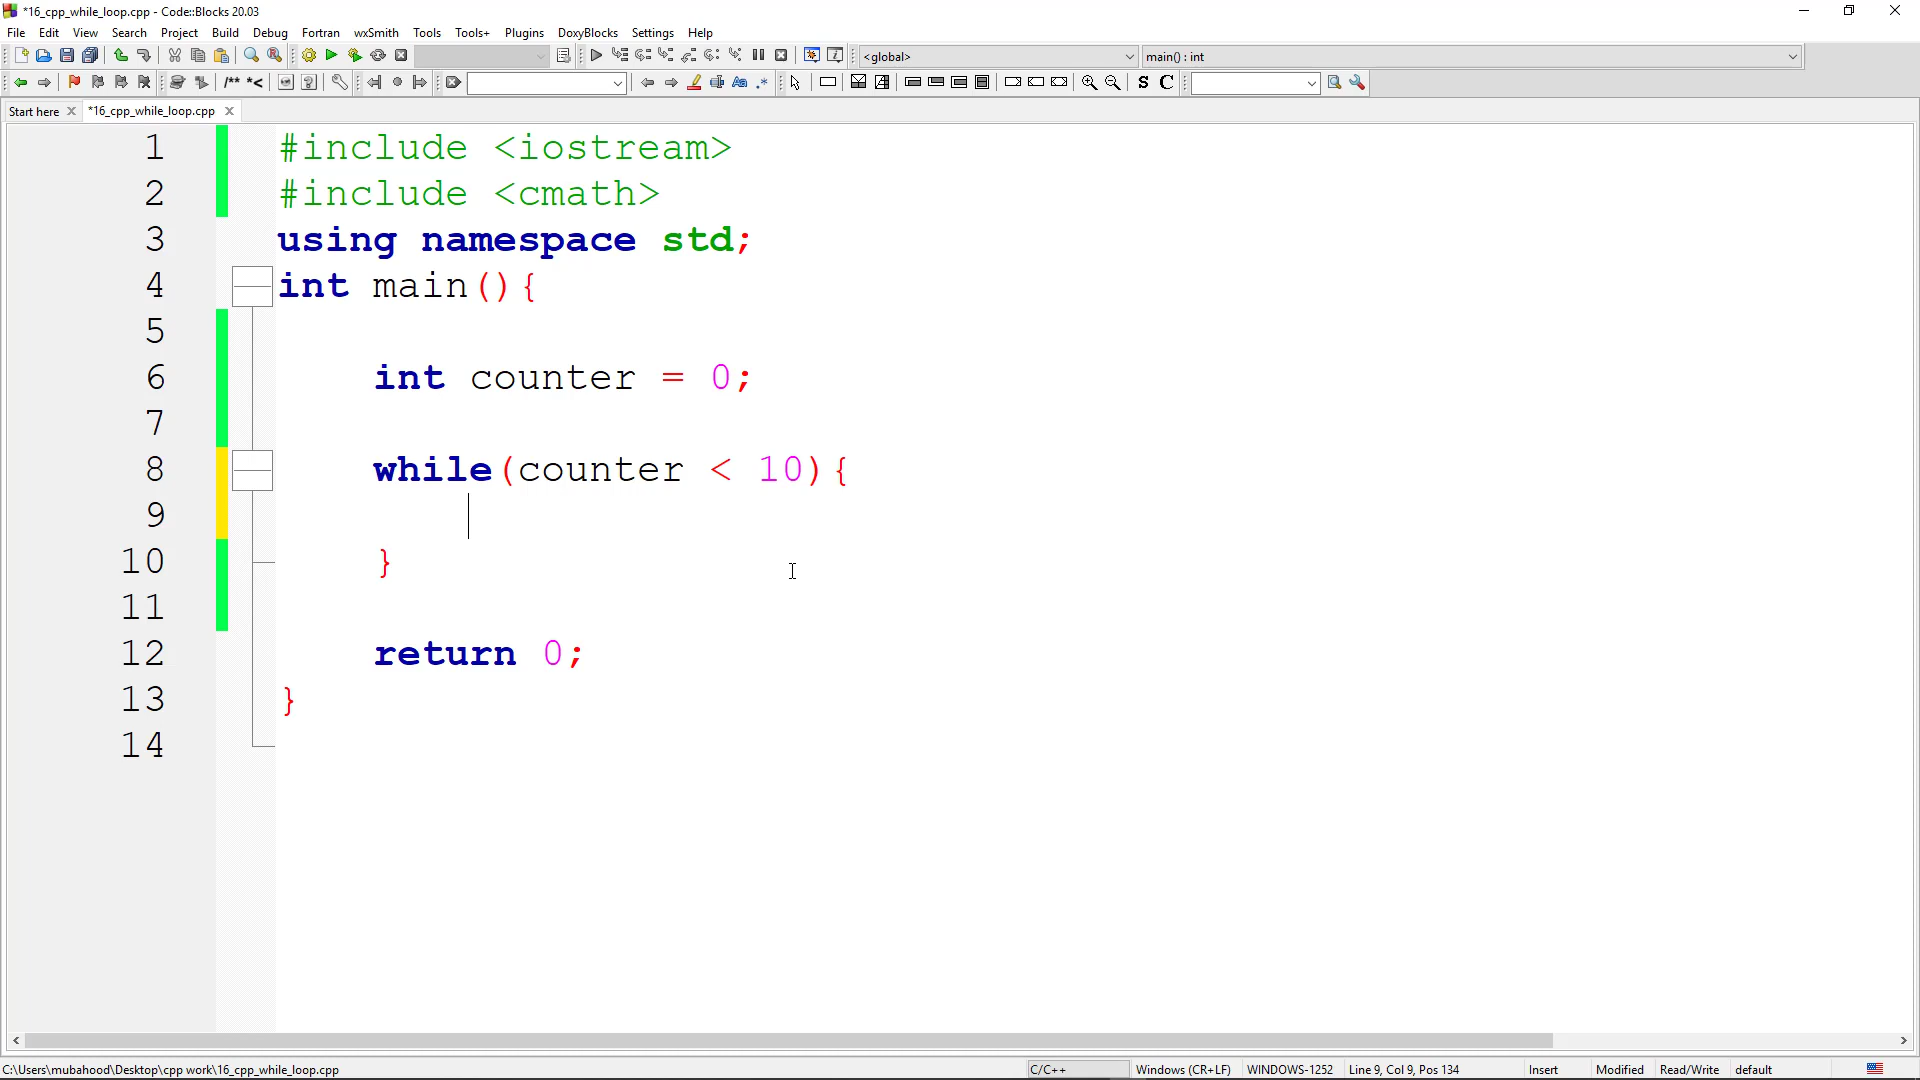 *16_cpp_while_loop.cpp - Code::Blocks 20.03
File Edit View Search Project Build Debug Fortran wxSmith Tools Tools+ Plugins DoxyBlocks Settings Help
<global> main() : int
/** *< Aa .* S C
Start here *16_cpp_while_loop.cpp
1 #include <iostream>
2 #include <cmath>
3 using namespace std;
4 int main(){
5
6 int counter = 0;
7
8 while(counter < 10){
9
10 }
11
12 return 0;
13 }
14
C:\Users\mubahood\Desktop\cpp work\16_cpp_while_loop.cpp C/C++ Windows (CR+LF) WINDOWS-1252 Line 9, Col 9, Pos 134 Insert Modified Read/Write default